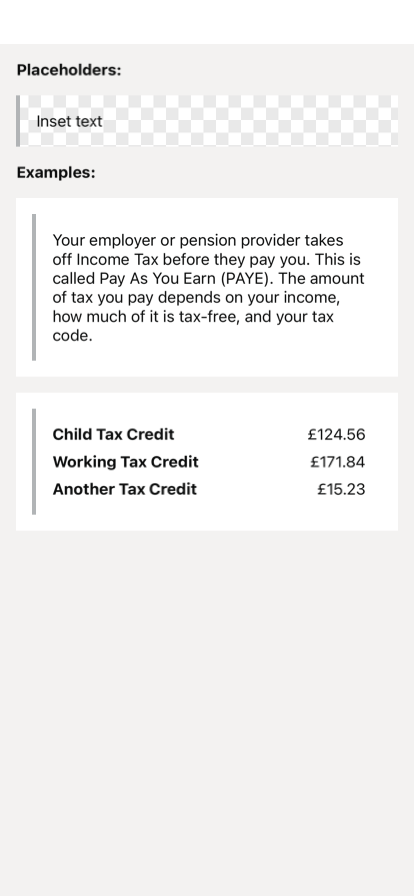 Placeholders:
Inset text
Examples:
Your employer or pension provider takes
off Income Tax before they pay you. This is
called Pay As You Earn (PAYE). The amount
of tax you pay depends on your income,
how much of it is tax-free, and your tax
code.
Child Tax Credit £124.56
Working Tax Credit £171.84
Another Tax Credit £15.23